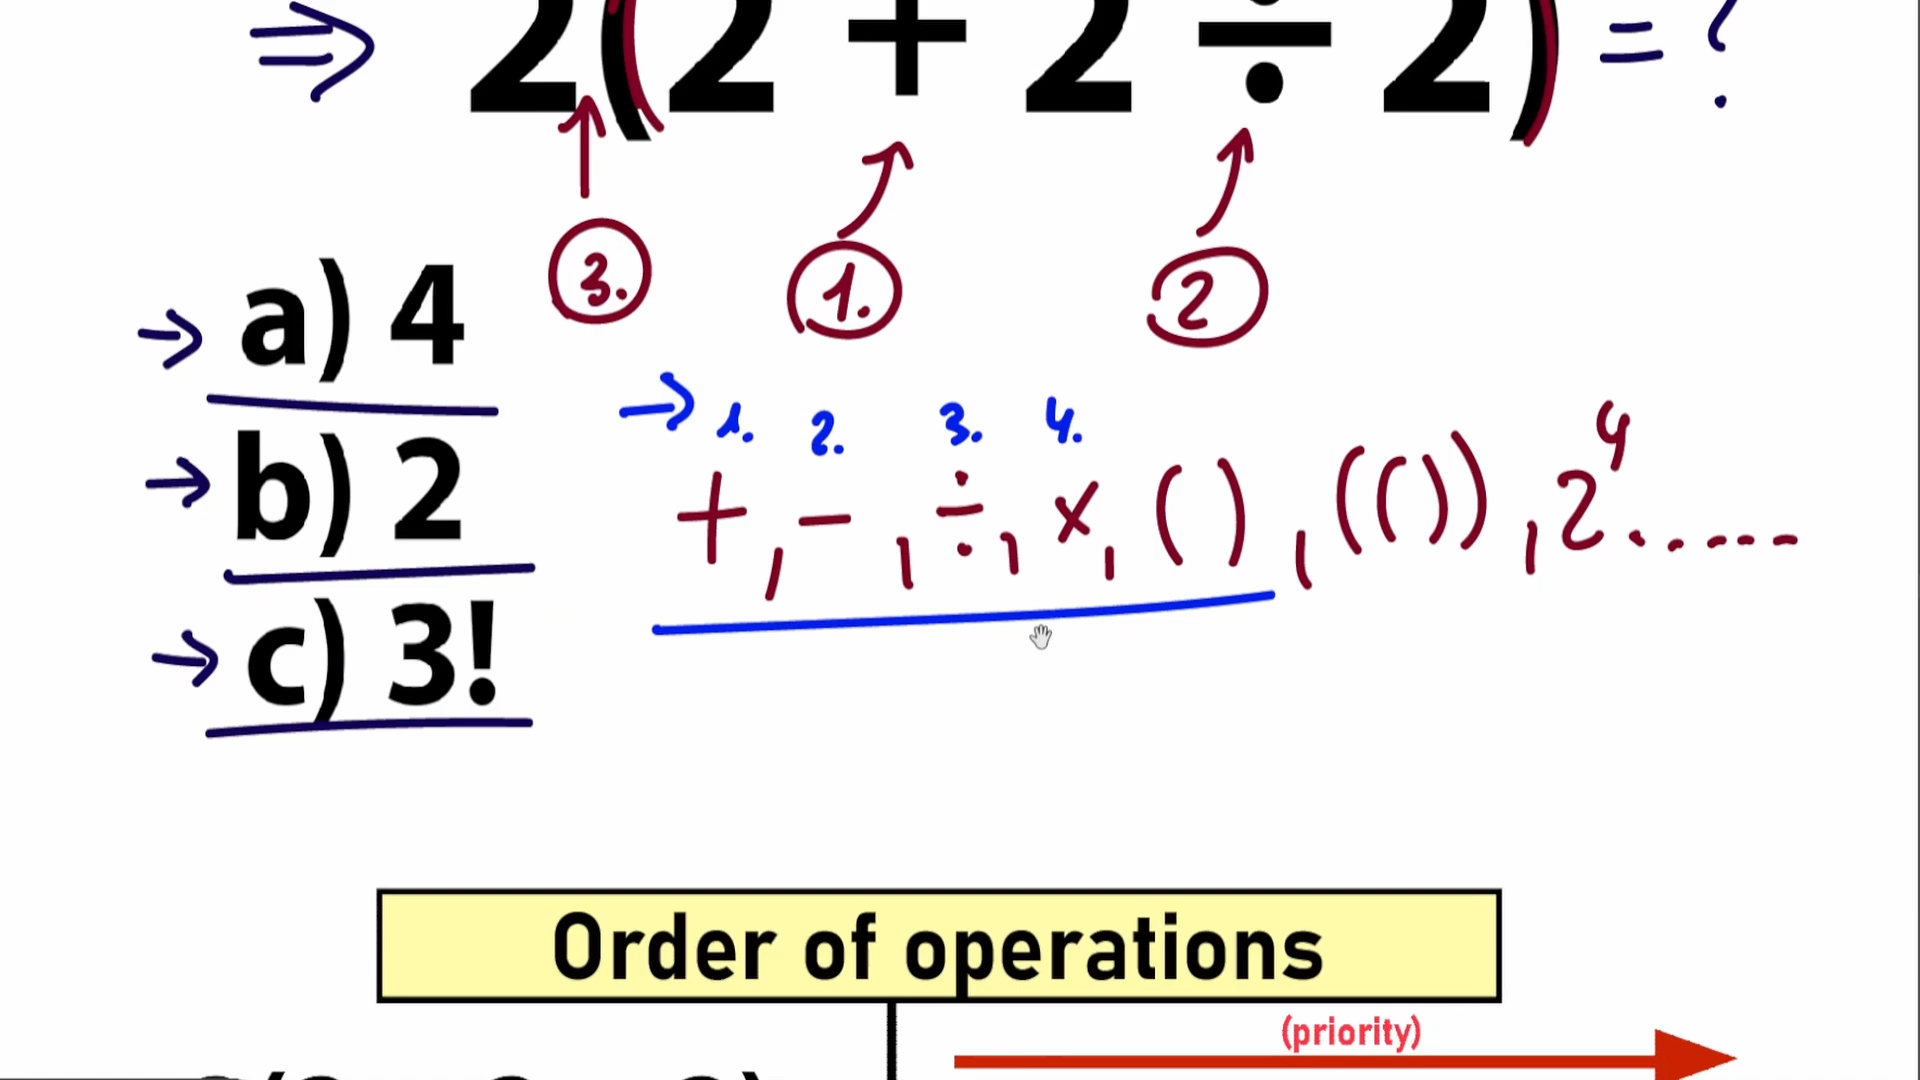 ⇒ 2(2 + 2 ÷ 2) = ?
3. 1. 2
→ a) 4
→ b) 2
→ c) 3!
→ 1. 2. 3. 4.
+, −, ÷, ×, ( ), (( )), 2⁴.....
Order of operations
(priority)